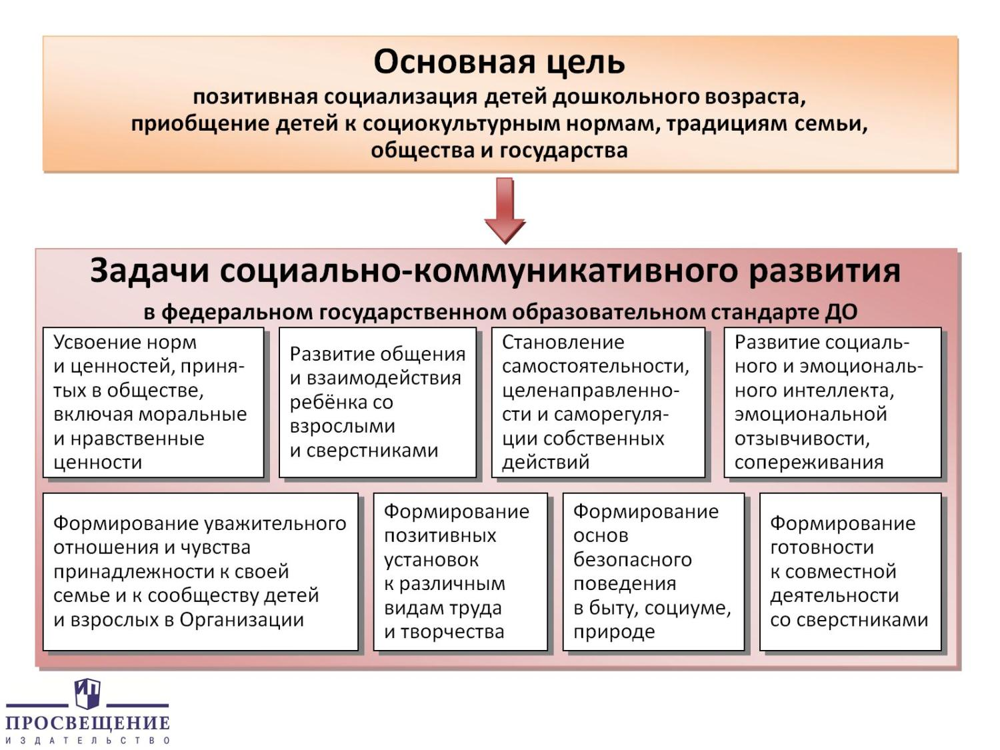 Основная цель
позитивная социализация детей дошкольного возраста,
приобщение детей к социокультурным нормам, традициям семьи,
общества и государства
Задачи социально-коммуникативного развития
в федеральном государственном образовательном стандарте ДО
Усвоение норм
и ценностей, приня-
тых в обществе,
включая моральные
и нравственные
ценности
Развитие общения
и взаимодействия
ребёнка со
взрослыми
и сверстниками
Становление
самостоятельности,
целенаправленно-
сти и саморегуля-
ции собственных
действий
Развитие социаль-
ного и эмоциональ-
ного интеллекта,
эмоциональной
отзывчивости,
сопереживания
Формирование уважительного
отношения и чувства
принадлежности к своей
семье и к сообществу детей
и взрослых в Организации
Формирование
позитивных
установок
к различным
видам труда
и творчества
Формирование
основ
безопасного
поведения
в быту, социуме,
природе
Формирование
готовности
к совместной
деятельности
со сверстниками
ИП
ПРОСВЕЩЕНИЕ
ИЗДАТЕЛЬСТВО